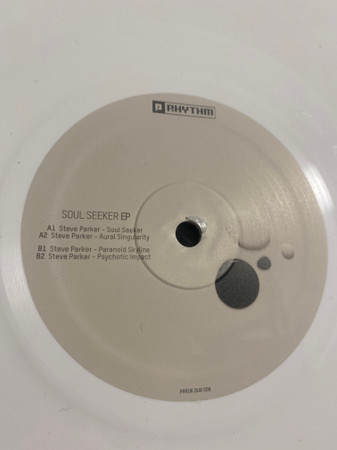 P RHYTHM
SOUL SEEKER EP
A1 Steve Parker - Soul Seeker
A2 Steve Parker - Aural Singularity
B1 Steve Parker - Paranoid Skyline
B2 Steve Parker - Psychotic Impact